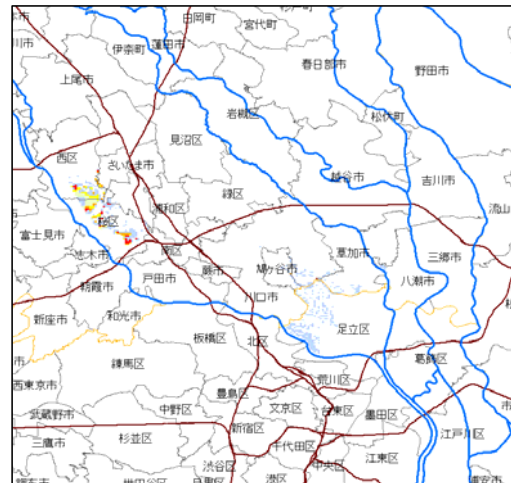 白岡町
宮代町
伊奈町
蓮田市
春日部市
野田市
上尾市
岩槻区
松伏町
見沼区
西区
さいたま市
越谷市
吉川市
緑区
浦和区
桜区
流山
富士見市
南区
草加市
三郷市
志木市
蕨市
鳩ヶ谷市
戸田市
八潮市
朝霞市
川口市
和光市
新座市
足立区
板橋区
北区
葛飾区
練馬区
荒川区
西東京市
豊島区
文京区
台東区
墨田区
武蔵野市
中野区
江戸川区
新宿区
杉並区
三鷹市
千代田区
江東区
渋谷区
中央区
港区